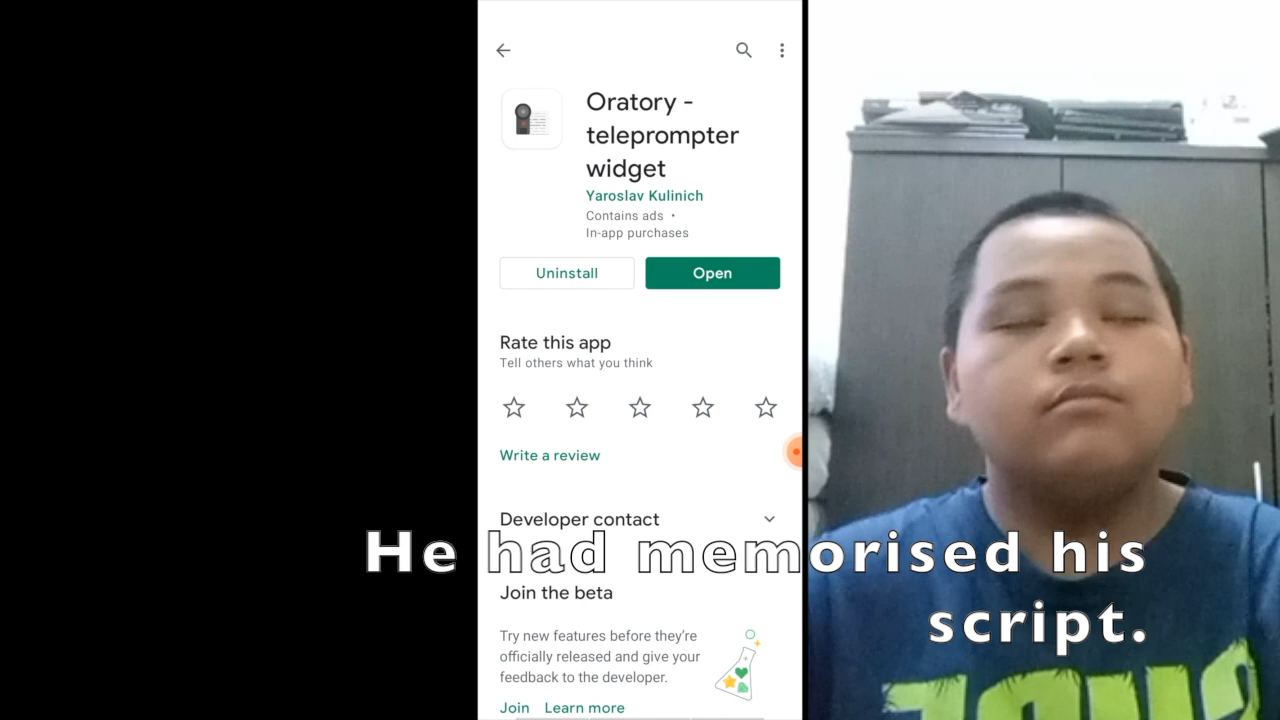 Oratory -
teleprompter
widget
Yaroslav Kulinich
Contains ads •
In-app purchases
Uninstall
Open
Rate this app
Tell others what you think
Write a review
Developer contact
He had memorised his
script.
Join the beta
Try new features before they're
officially released and give your
feedback to the developer.
Join
Learn more